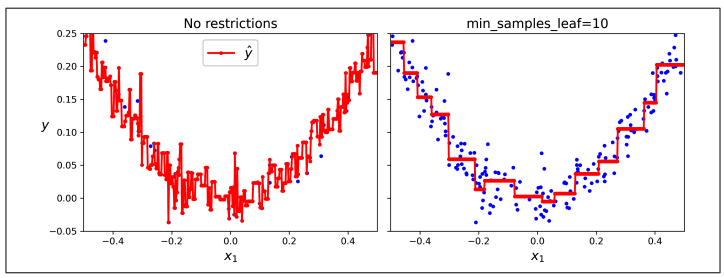 No restrictions
min_samples_leaf=10
0.25
0.20
0.15
0.10
0.05
0.00
−0.05
y
ŷ
−0.4 −0.2 0.0 0.2 0.4
−0.4 −0.2 0.0 0.2 0.4
x₁
x₁